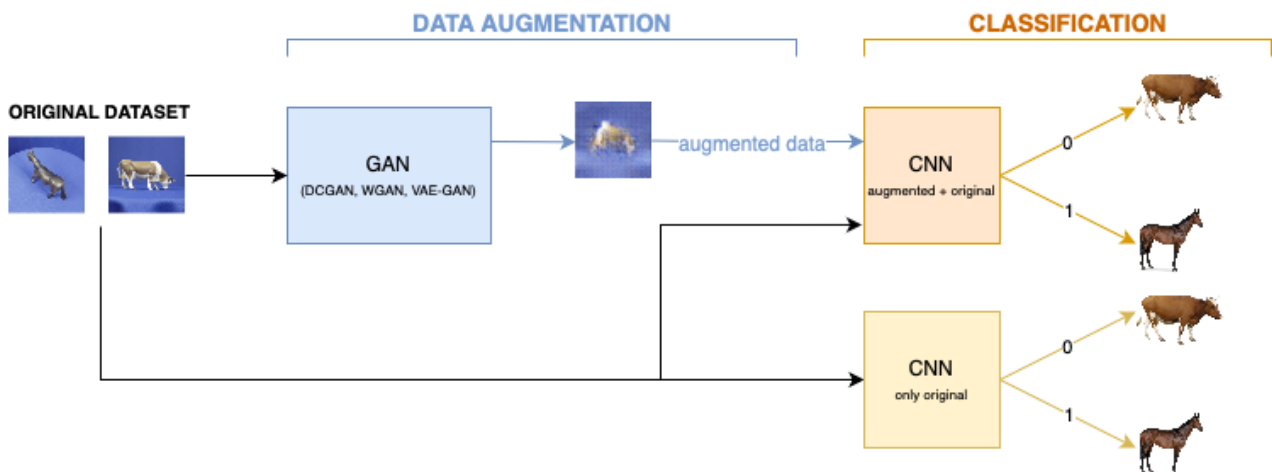 DATA AUGMENTATION
CLASSIFICATION
ORIGINAL DATASET
GAN
(DCGAN, WGAN, VAE-GAN)
augmented data
CNN
augmented + original
0
1
CNN
only original
0
1